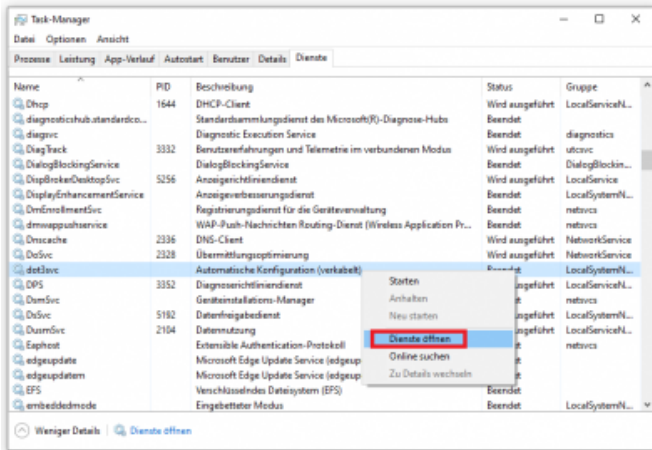 Task-Manager
Datei Optionen Ansicht
Prozesse Leistung App-Verlauf Autostart Benutzer Details Dienste
Name PID Beschreibung Status Gruppe
Dhcp 1644 DHCP-Client Wird ausgeführt LocalServiceN...
diagnosticshub.standardco... Standardsammlungsdienst des Microsoft(R)-Diagnose-Hubs Beendet
diagsvc Diagnostic Execution Service Beendet diagnostics
DiagTrack 3332 Benutzererfahrungen und Telemetrie im verbundenen Modus Wird ausgeführt utcsvc
DialogBlockingService DialogBlockingService Beendet DialogBlockin...
DispBrokerDesktopSvc 5256 Anzeigerichtliniendienst Wird ausgeführt LocalService
DisplayEnhancementService Anzeigeverbesserungsdienst Beendet LocalSystemN...
DmEnrollmentSvc Registrierungsdienst für die Geräteverwaltung Beendet netsvcs
dmwappushservice WAP-Push-Nachrichten Routing-Dienst (Wireless Application Pr... Beendet netsvcs
Dnscache 2336 DNS-Client Wird ausgeführt NetworkService
DoSvc 2328 Übermittlungsoptimierung Wird ausgeführt NetworkService
dot3svc Automatische Konfiguration (verkabelt) Beendet LocalSystemN...
Starten
DPS 3352 Diagnoserichtliniendienst usgeführt LocalServiceN...
Anhalten
DsmSvc Geräteinstallations-Manager t netsvcs
Neu starten
DsSvc 5192 Datenfreigabedienst usgeführt LocalSystemN...
DusmSvc 2104 Datennutzung usgeführt LocalServiceN...
Dienste öffnen
Eaphost Extensible Authentication-Protokoll t netsvcs
Online suchen
edgeupdate Microsoft Edge Update Service (edgeup t
Zu Details wechseln
edgeupdatem Microsoft Edge Update Service (edgeup t
EFS Verschlüsselndes Dateisystem (EFS) Beendet
embeddedmode Eingebetteter Modus Beendet LocalSystemN...
Weniger Details Dienste öffnen